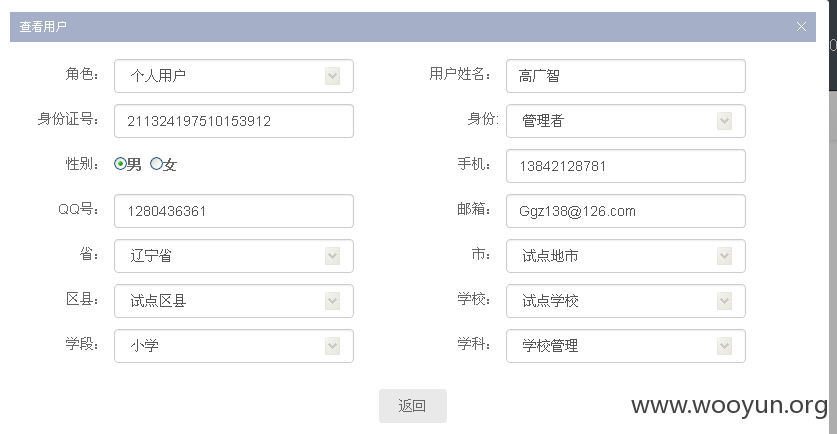 查看用户
角色： 个人用户 用户姓名： 高广智
身份证号： 211324197510153912 身份: 管理者
性别： 男 女 手机： 13842128781
QQ号： 1280436361 邮箱： Ggz138@126.com
省： 辽宁省 市： 试点地市
区县： 试点区县 学校： 试点学校
学段： 小学 学科： 学校管理
返回
www.wooyun.org